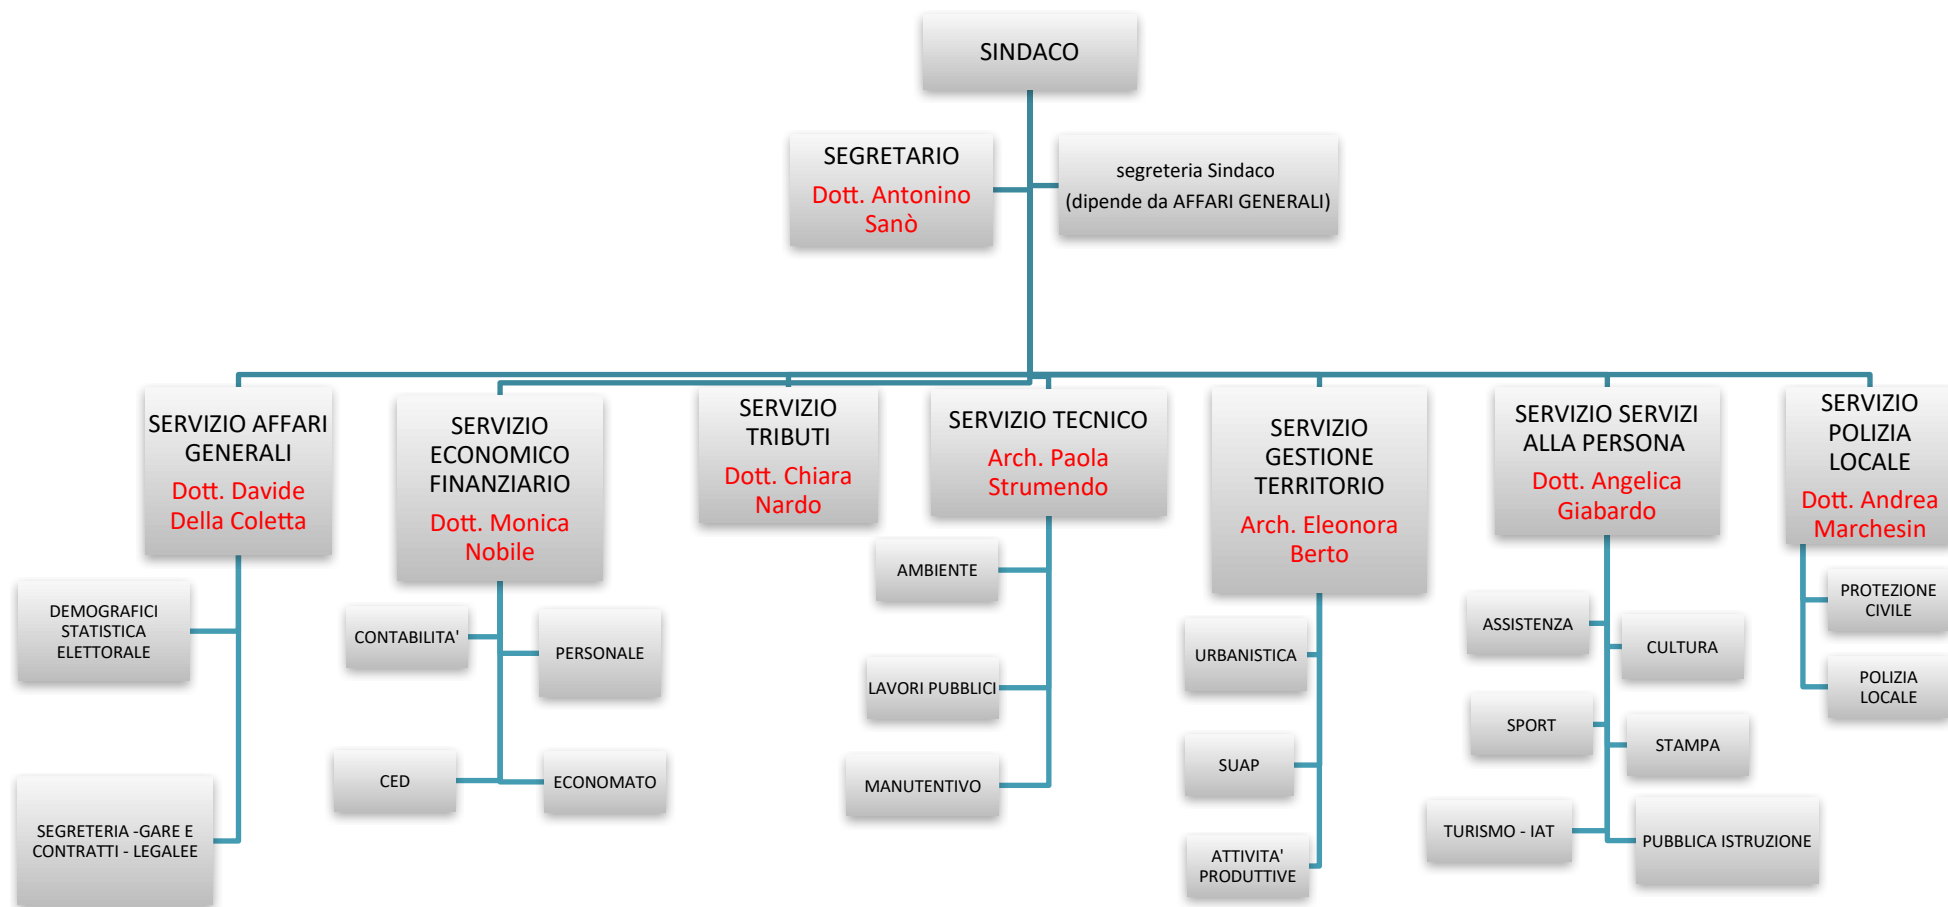 SINDACO
SEGRETARIO
Dott. Antonino
Sanò
segreteria Sindaco
(dipende da AFFARI GENERALI)
SERVIZIO AFFARI
GENERALI
Dott. Davide
Della Coletta
SERVIZIO
ECONOMICO
FINANZIARIO
Dott. Monica
Nobile
SERVIZIO
TRIBUTI
Dott. Chiara
Nardo
SERVIZIO TECNICO
Arch. Paola
Strumendo
SERVIZIO
GESTIONE
TERRITORIO
Arch. Eleonora
Berto
SERVIZIO SERVIZI
ALLA PERSONA
Dott. Angelica
Giabardo
SERVIZIO
POLIZIA
LOCALE
Dott. Andrea
Marchesin
DEMOGRAFICI
STATISTICA
ELETTORALE
SEGRETERIA -GARE E
CONTRATTI - LEGALEE
CONTABILITA'
PERSONALE
CED
ECONOMATO
AMBIENTE
LAVORI PUBBLICI
MANUTENTIVO
URBANISTICA
SUAP
ATTIVITA'
PRODUTTIVE
ASSISTENZA
CULTURA
SPORT
STAMPA
TURISMO - IAT
PUBBLICA ISTRUZIONE
PROTEZIONE
CIVILE
POLIZIA
LOCALE